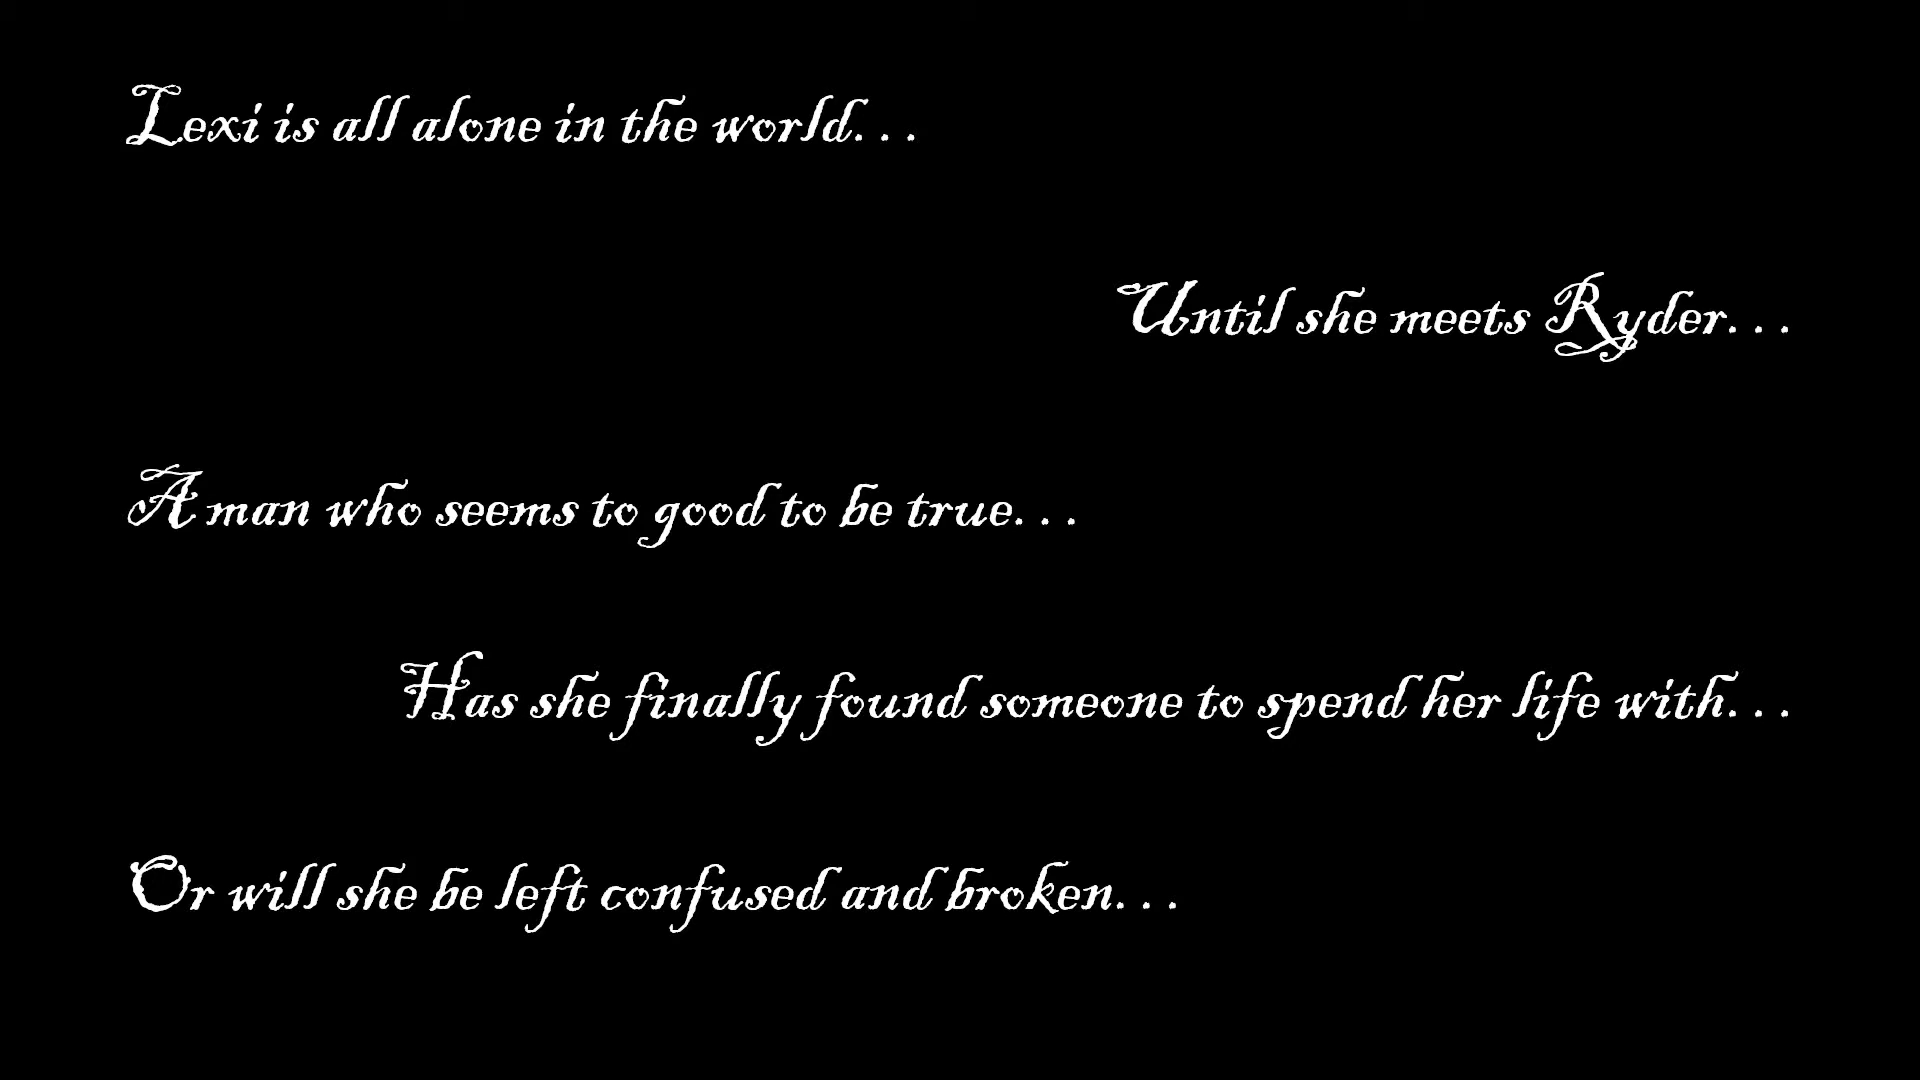 Lexi is all alone in the world...
Until she meets Ryder...
A man who seems to good to be true...
Has she finally found someone to spend her life with...
Or will she be left confused and broken...